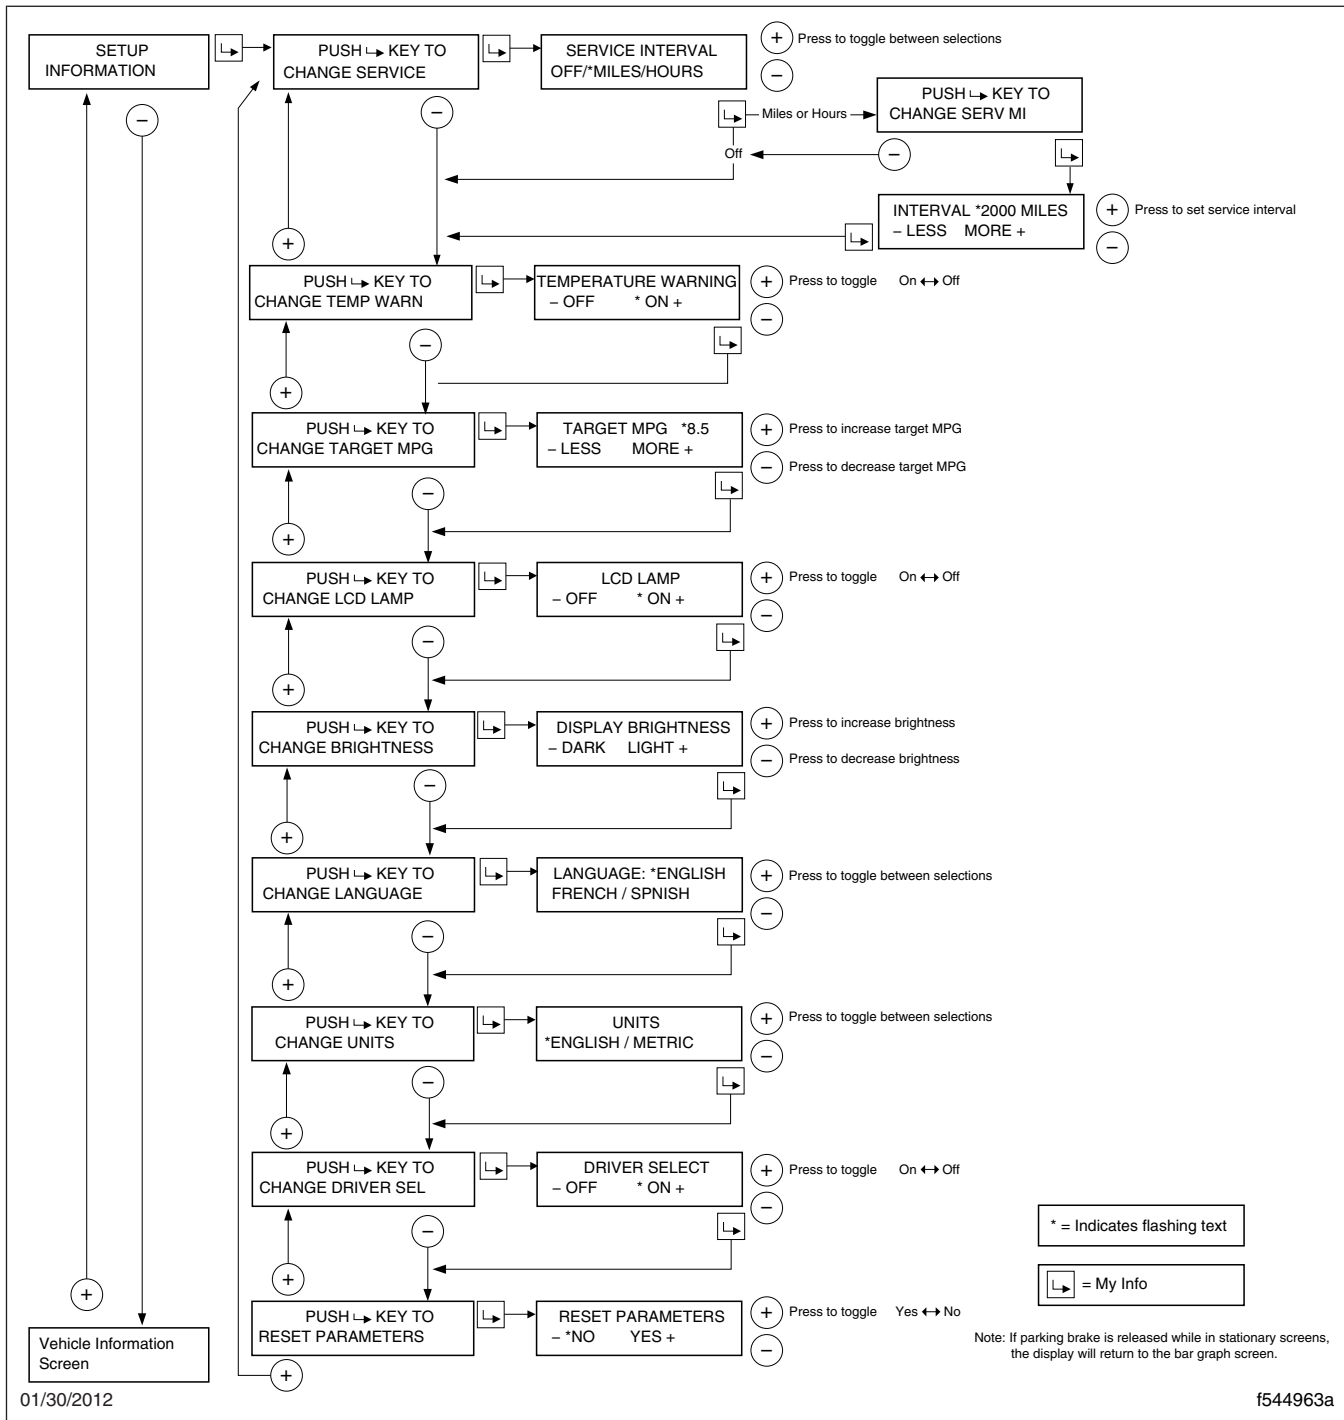 SETUP
INFORMATION
PUSH ↳ KEY TO
CHANGE SERVICE
SERVICE INTERVAL
OFF/*MILES/HOURS
+ Press to toggle between selections
−
−
Miles or Hours
PUSH ↳ KEY TO
CHANGE SERV MI
Off
−
INTERVAL *2000 MILES
– LESS MORE +
+ Press to set service interval
−
+
PUSH ↳ KEY TO
CHANGE TEMP WARN
TEMPERATURE WARNING
– OFF * ON +
+ Press to toggle On ↔ Off
−
−
+
PUSH ↳ KEY TO
CHANGE TARGET MPG
TARGET MPG *8.5
– LESS MORE +
+ Press to increase target MPG
− Press to decrease target MPG
−
+
PUSH ↳ KEY TO
CHANGE LCD LAMP
LCD LAMP
– OFF * ON +
+ Press to toggle On ↔ Off
−
−
+
PUSH ↳ KEY TO
CHANGE BRIGHTNESS
DISPLAY BRIGHTNESS
– DARK LIGHT +
+ Press to increase brightness
− Press to decrease brightness
−
+
PUSH ↳ KEY TO
CHANGE LANGUAGE
LANGUAGE: *ENGLISH
FRENCH / SPNISH
+ Press to toggle between selections
−
−
+
PUSH ↳ KEY TO
CHANGE UNITS
UNITS
*ENGLISH / METRIC
+ Press to toggle between selections
−
−
+
PUSH ↳ KEY TO
CHANGE DRIVER SEL
DRIVER SELECT
– OFF * ON +
+ Press to toggle On ↔ Off
−
−
+
PUSH ↳ KEY TO
RESET PARAMETERS
RESET PARAMETERS
– *NO YES +
+ Press to toggle Yes ↔ No
−
+
+
Vehicle Information
Screen
* = Indicates flashing text
↳ = My Info
Note: If parking brake is released while in stationary screens,
the display will return to the bar graph screen.
01/30/2012
f544963a